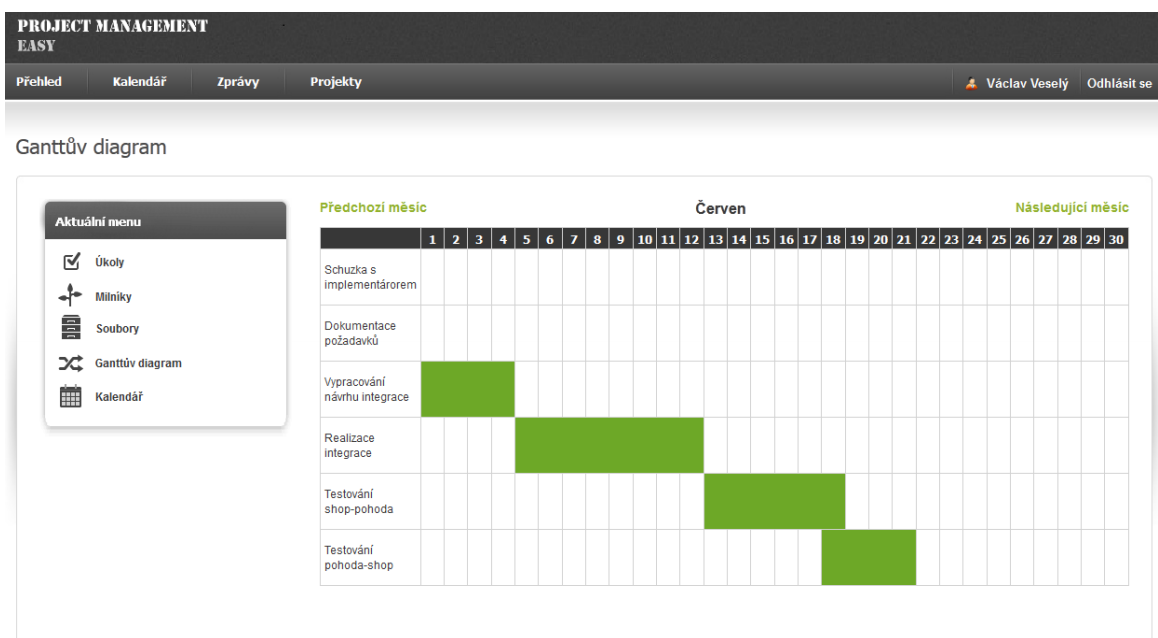 PROJECT MANAGEMENT
EASY
Přehled Kalendář Zprávy Projekty Václav Veselý Odhlásit se
Ganttův diagram
Aktuální menu
Úkoly
Milníky
Soubory
Ganttův diagram
Kalendář
Předchozí měsíc Červen Následující měsíc
1 2 3 4 5 6 7 8 9 10 11 12 13 14 15 16 17 18 19 20 21 22 23 24 25 26 27 28 29 30
Schuzka s
implementárorem
Dokumentace
požadavků
Vypracování
návrhu integrace
Realizace
integrace
Testování
shop-pohoda
Testování
pohoda-shop